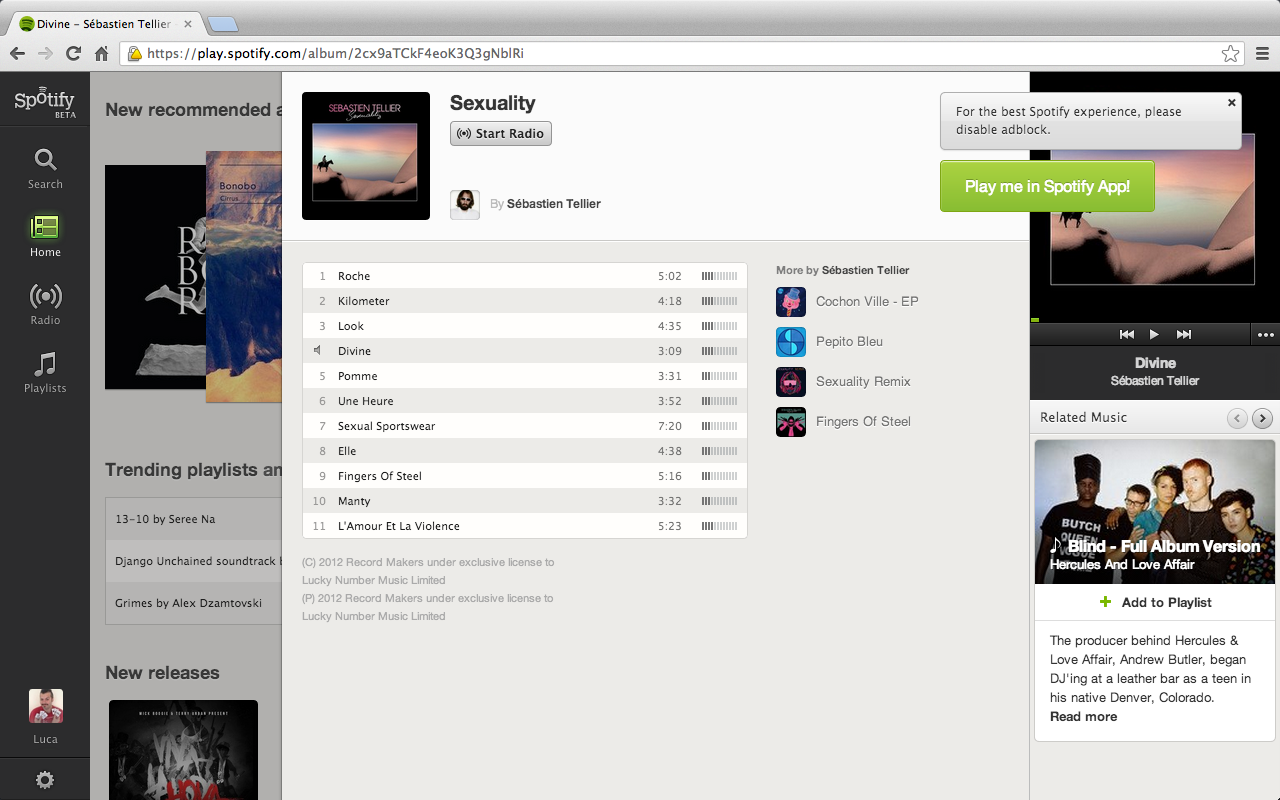 Divine – Sébastien Tellier
https://play.spotify.com/album/2cx9aTCkF4eoK3Q3gNblRi
Spotify
BETA
Search
Home
Radio
Playlists
Luca
New recommended a
Bonobo
Cirrus
Trending playlists an
13-10 by Seree Na
Django Unchained soundtrack b
Grimes by Alex Dzamtovski
New releases
SEBASTIEN TELLIER
Sexuality
Sexuality
Start Radio
By Sébastien Tellier
For the best Spotify experience, please
disable adblock.
Play me in Spotify App!
1 Roche 5:02
2 Kilometer 4:18
3 Look 4:35
Divine 3:09
5 Pomme 3:31
6 Une Heure 3:52
7 Sexual Sportswear 7:20
8 Elle 4:38
9 Fingers Of Steel 5:16
10 Manty 3:32
11 L'Amour Et La Violence 5:23
(C) 2012 Record Makers under exclusive license to
Lucky Number Music Limited
(P) 2012 Record Makers under exclusive license to
Lucky Number Music Limited
More by Sébastien Tellier
Cochon Ville - EP
Pepito Bleu
Sexuality Remix
Fingers Of Steel
Divine
Sébastien Tellier
Related Music
BUTCH
QUEEN
Blind - Full Album Version
Hercules And Love Affair
Add to Playlist
The producer behind Hercules &
Love Affair, Andrew Butler, began
DJ'ing at a leather bar as a teen in
his native Denver, Colorado.
Read more